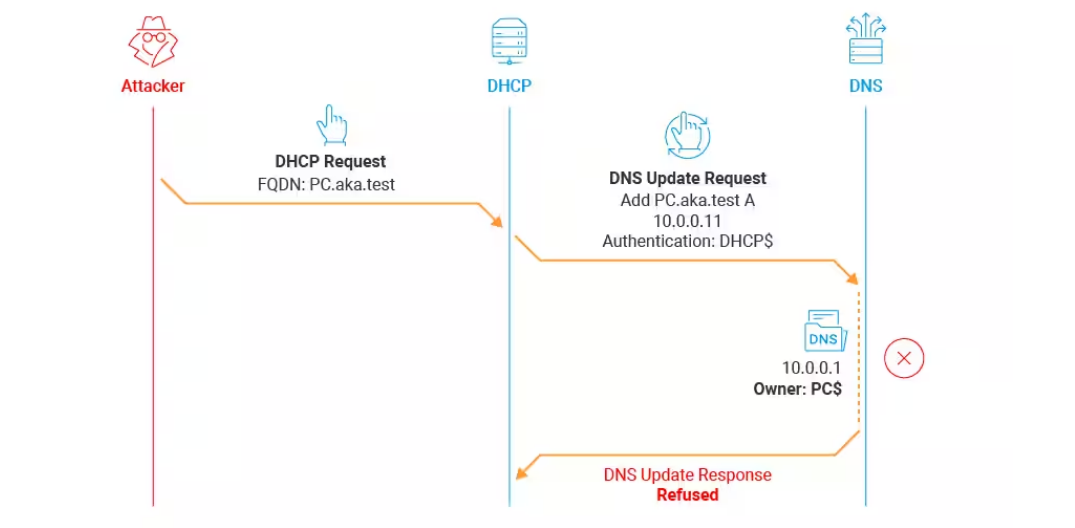 Attacker
DHCP
DNS
DHCP Request
FQDN: PC.aka.test
DNS Update Request
Add PC.aka.test A
10.0.0.11
Authentication: DHCP$
DNS
10.0.0.1
Owner: PC$
DNS Update Response
Refused